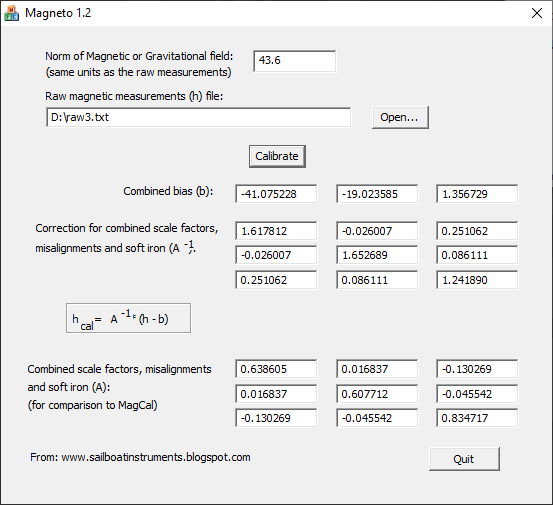 Magneto 1.2
Norm of Magnetic or Gravitational field:
(same units as the raw measurements)
43.6
Raw magnetic measurements (h) file:
D:\raw3.txt
Open...
Calibrate
Combined bias (b):
-41.075228 -19.023585 1.356729
Correction for combined scale factors,
misalignments and soft iron (A -1):
1.617812 -0.026007 0.251062
-0.026007 1.652689 0.086111
0.251062 0.086111 1.241890
h cal = A -1 * (h - b)
Combined scale factors, misalignments
and soft iron (A):
(for comparison to MagCal)
0.638605 0.016837 -0.130269
0.016837 0.607712 -0.045542
-0.130269 -0.045542 0.834717
From: www.sailboatinstruments.blogspot.com
Quit